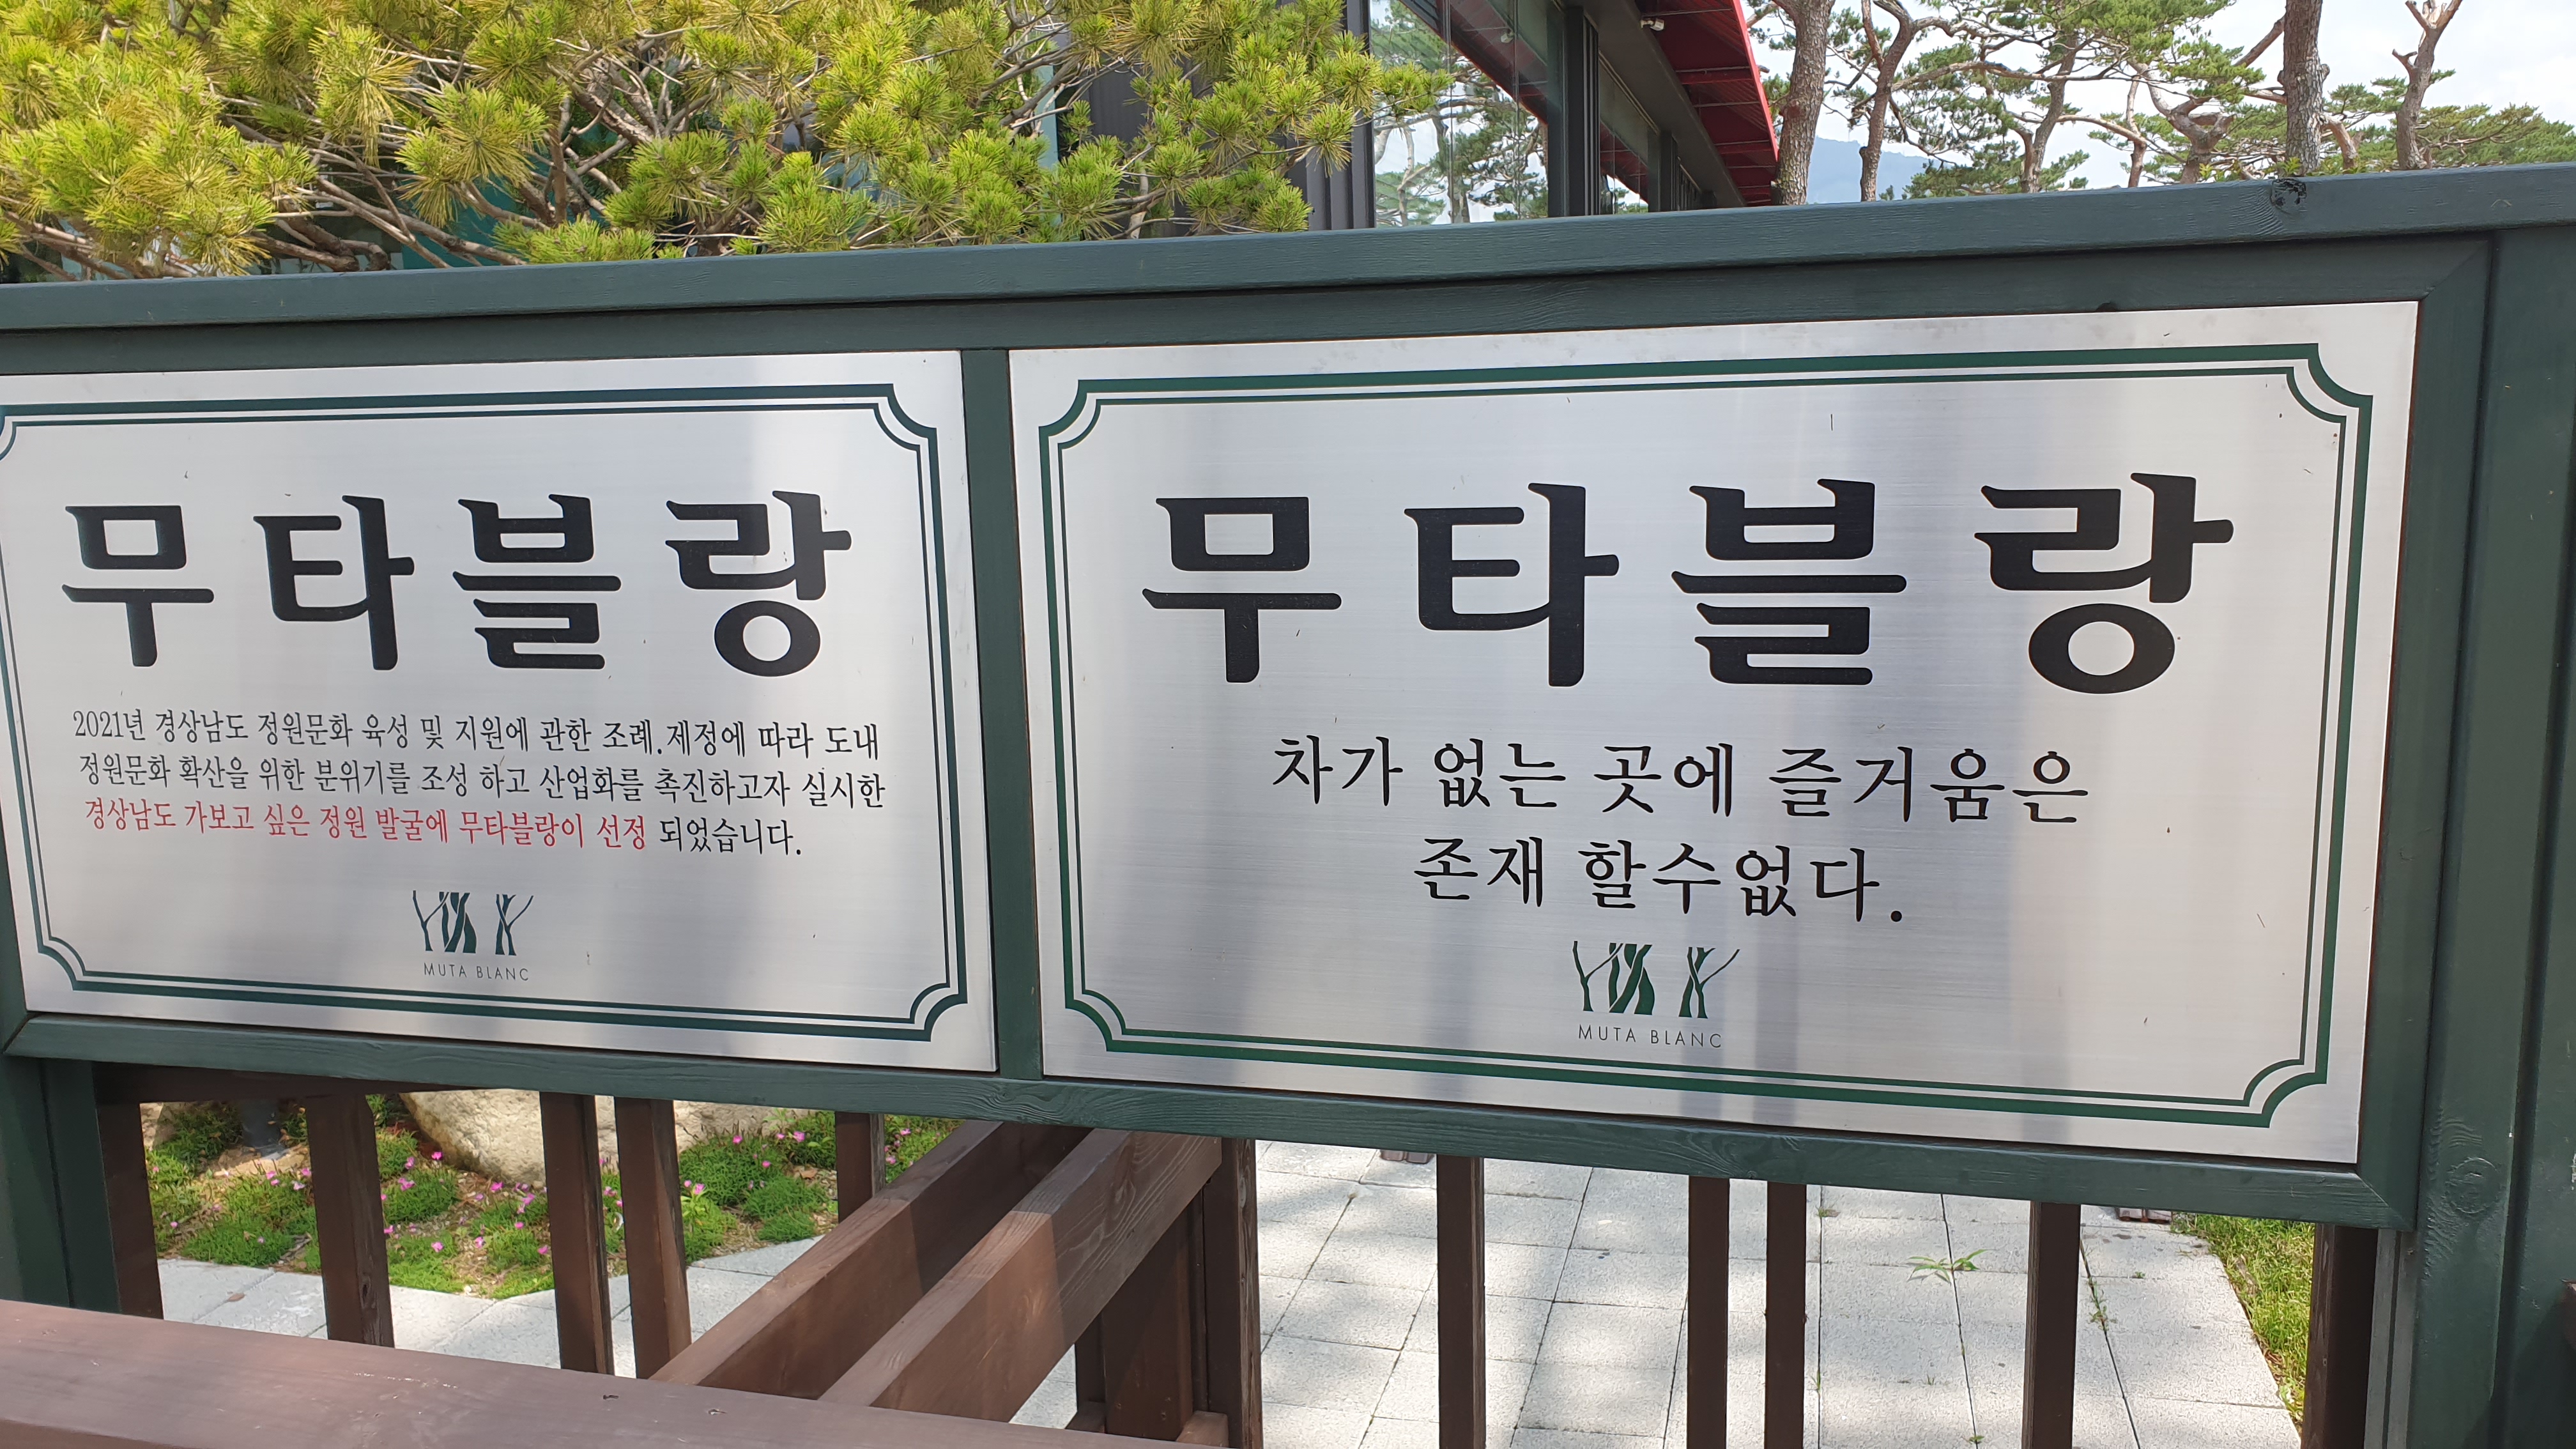 무타블랑
2021년 경상남도 정원문화 육성 및 지원에 관한 조례.제정에 따라 도내
정원문화 확산을 위한 분위기를 조성 하고 산업화를 촉진하고자 실시한
경상남도 가보고 싶은 정원 발굴에 무타블랑이 선정 되었습니다.
MUTA BLANC
무타블랑
차가 없는 곳에 즐거움은
존재 할수없다.
MUTA BLANC